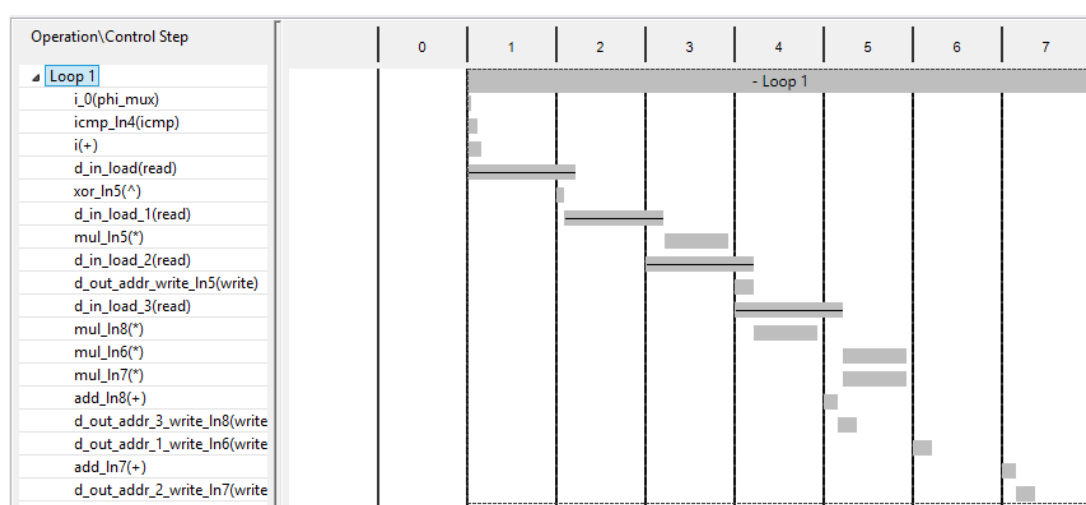 Operation\Control Step 0 1 2 3 4 5 6 7
Loop 1 - Loop 1
i_0(phi_mux)
icmp_ln4(icmp)
i(+)
d_in_load(read)
xor_ln5(^)
d_in_load_1(read)
mul_ln5(*)
d_in_load_2(read)
d_out_addr_write_ln5(write)
d_in_load_3(read)
mul_ln8(*)
mul_ln6(*)
mul_ln7(*)
add_ln8(+)
d_out_addr_3_write_ln8(write
d_out_addr_1_write_ln6(write
add_ln7(+)
d_out_addr_2_write_ln7(write